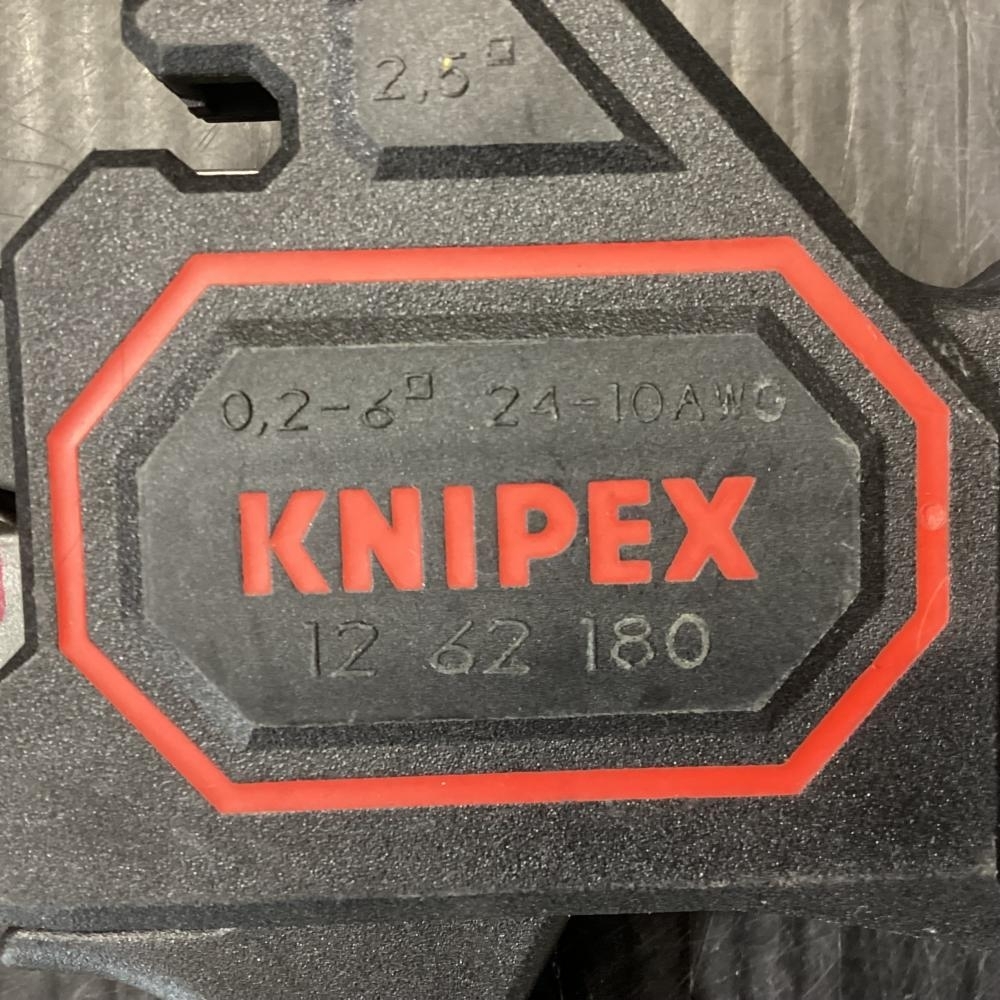 2,5□
0,2-6□ 24-10AWG
KNIPEX
12 62 180